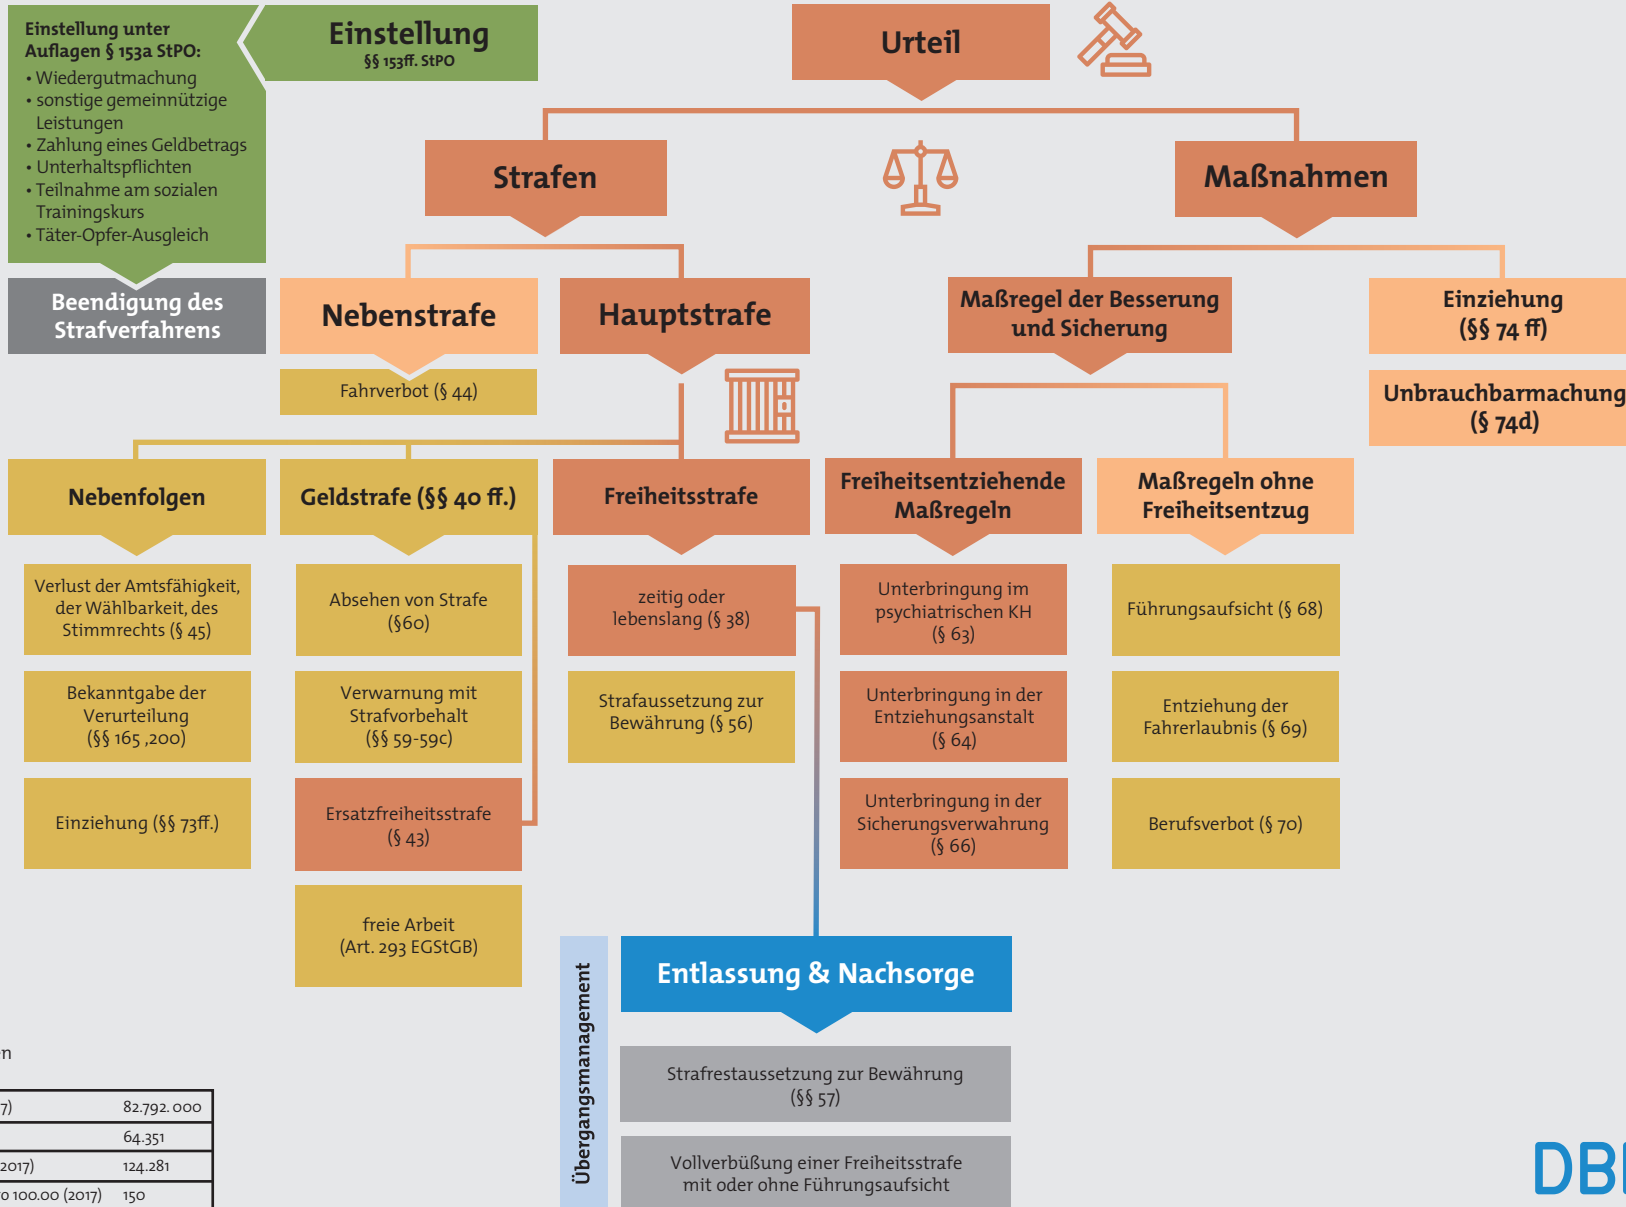 Einstellung unter
Auflagen § 153a StPO:
• Wiedergutmachung
• sonstige gemeinnützige
Leistungen
• Zahlung eines Geldbetrags
• Unterhaltspflichten
• Teilnahme am sozialen
Trainingskurs
• Täter-Opfer-Ausgleich
Einstellung
§§ 153ff. StPO
Urteil
Strafen
Maßnahmen
Beendigung des
Strafverfahrens
Nebenstrafe
Hauptstrafe
Maßregel der Besserung
und Sicherung
Einziehung
(§§ 74 ff)
Fahrverbot (§ 44)
Unbrauchbarmachung
(§ 74d)
Nebenfolgen
Geldstrafe (§§ 40 ff.)
Freiheitsstrafe
Freiheitsentziehende
Maßregeln
Maßregeln ohne
Freiheitsentzug
Verlust der Amtsfähigkeit,
der Wählbarkeit, des
Stimmrechts (§ 45)
Absehen von Strafe
(§60)
zeitig oder
lebenslang (§ 38)
Unterbringung im
psychiatrischen KH
(§ 63)
Führungsaufsicht (§ 68)
Bekanntgabe der
Verurteilung
(§§ 165 ,200)
Verwarnung mit
Strafvorbehalt
(§§ 59-59c)
Strafaussetzung zur
Bewährung (§ 56)
Unterbringung in der
Entziehungsanstalt
(§ 64)
Entziehung der
Fahrerlaubnis (§ 69)
Einziehung (§§ 73ff.)
Ersatzfreiheitsstrafe
(§ 43)
Unterbringung in der
Sicherungsverwahrung
(§ 66)
Berufsverbot (§ 70)
freie Arbeit
(Art. 293 EGStGB)
Übergangsmanagement
Entlassung & Nachsorge
Strafrestaussetzung zur Bewährung
(§§ 57)
Vollverbüßung einer Freiheitsstrafe
mit oder ohne Führungsaufsicht
n
7) 82.792. 000
64.351
2017) 124.281
o 100.00 (2017) 150
DB